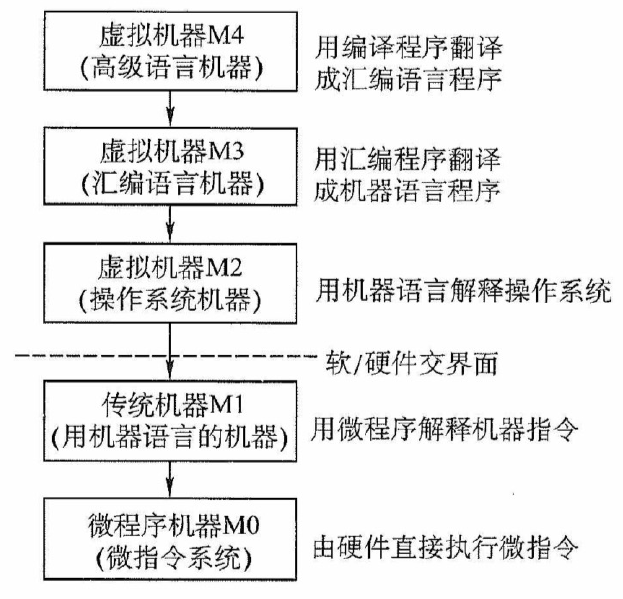 虚拟机器M4
(高级语言机器)
用编译程序翻译
成汇编语言程序
虚拟机器M3
(汇编语言机器)
用汇编程序翻译
成机器语言程序
虚拟机器M2
(操作系统机器)
用机器语言解释操作系统
软/硬件交界面
传统机器M1
(用机器语言的机器)
用微程序解释机器指令
微程序机器M0
(微指令系统)
由硬件直接执行微指令